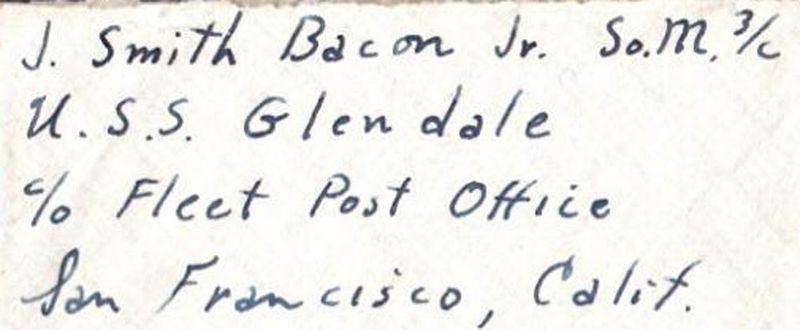 J. Smith Bacon Jr. So.M. 3/c
U.S.S. Glendale
c/o Fleet Post Office
San Francisco, Calif.